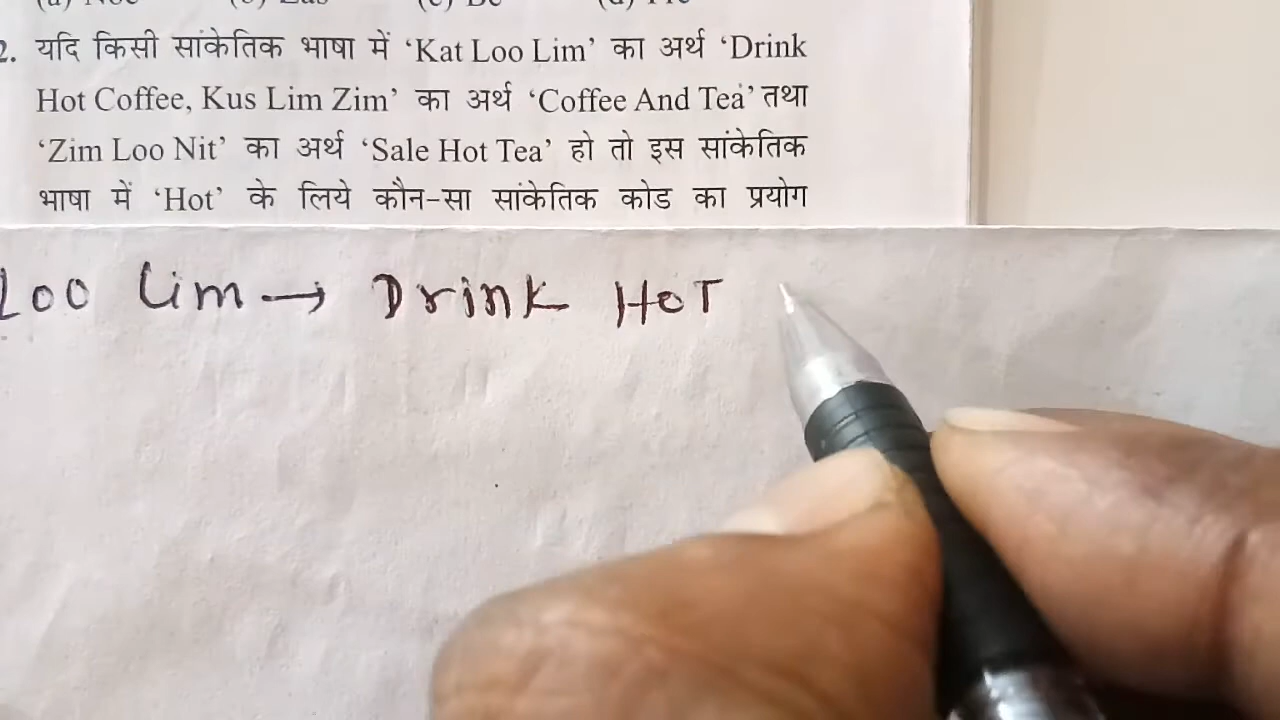 2. यदि किसी सांकेतिक भाषा में ‘Kat Loo Lim’ का अर्थ ‘Drink
Hot Coffee, Kus Lim Zim’ का अर्थ ‘Coffee And Tea’ तथा
‘Zim Loo Nit’ का अर्थ ‘Sale Hot Tea’ हो तो इस सांकेतिक
भाषा में ‘Hot’ के लिये कौन-सा सांकेतिक कोड का प्रयोग
Loo Lim → Drink HoT